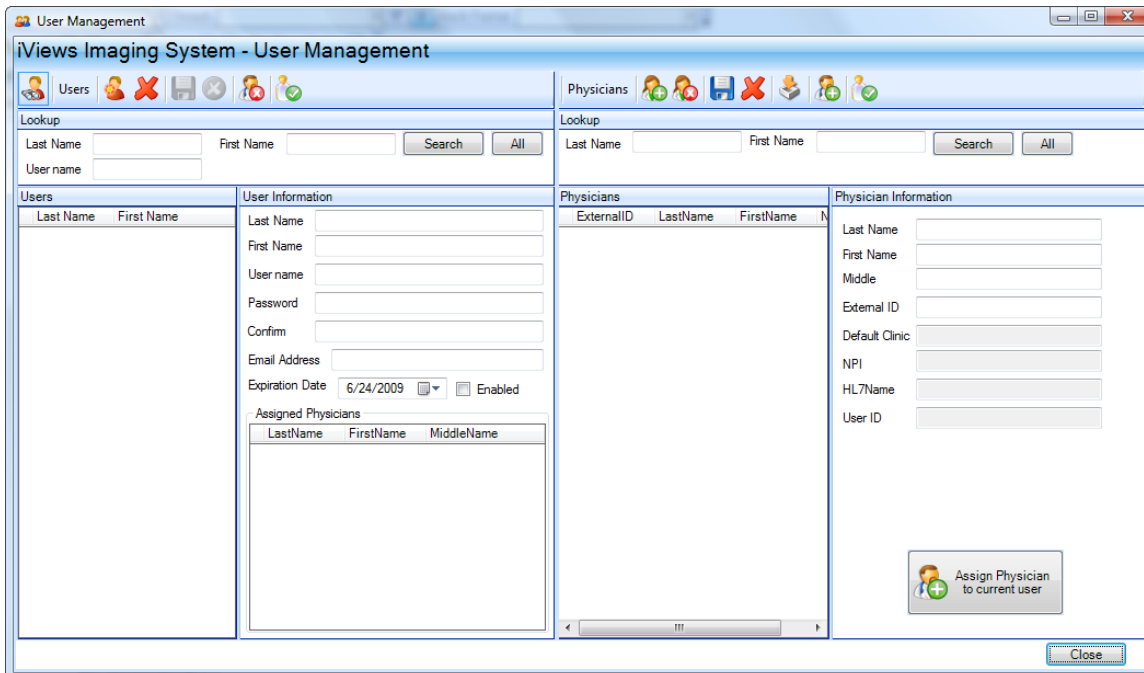 User Management
iViews Imaging System - User Management
Users
Physicians
Lookup
Last Name
First Name
Search
All
User name
Lookup
Last Name
First Name
Search
All
Users
Last Name First Name
User Information
Last Name
First Name
User name
Password
Confirm
Email Address
Expiration Date 6/24/2009 Enabled
Assigned Physicians
LastName FirstName MiddleName
Physicians
ExternalID LastName FirstName N
Physician Information
Last Name
First Name
Middle
External ID
Default Clinic
NPI
HL7Name
User ID
Assign Physician
to current user
Close